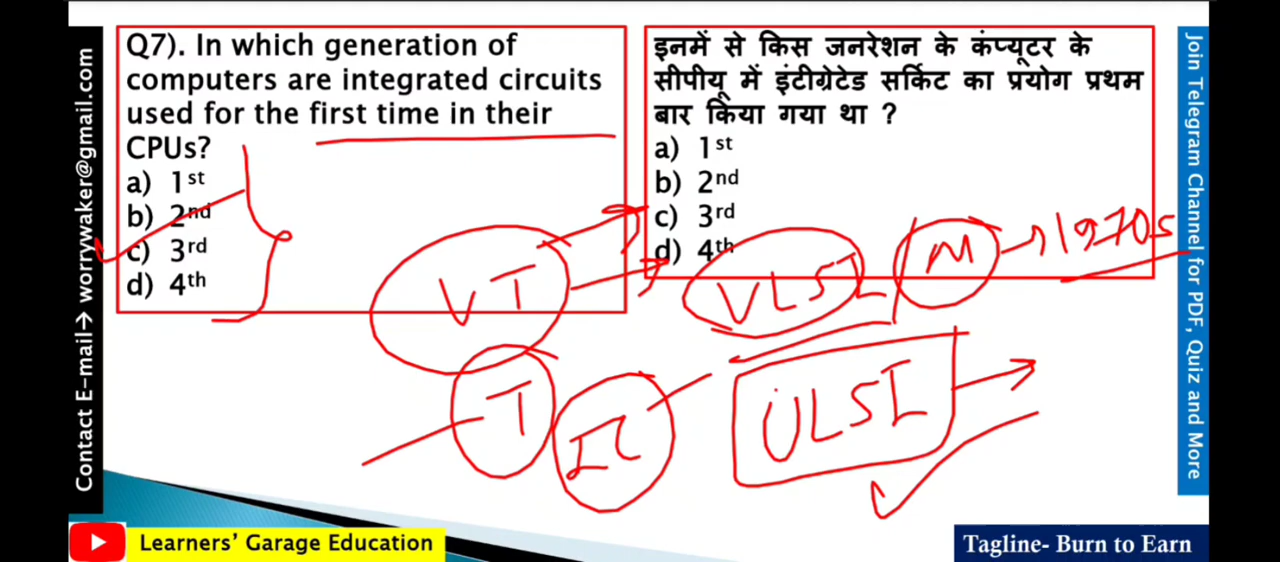 Contact E-mail→ worrywaker@gmail.com
Q7). In which generation of
computers are integrated circuits
used for the first time in their
CPUs?
a) 1st
b) 2nd
c) 3rd
d) 4th
इनमें से किस जनरेशन के कंप्यूटर के
सीपीयू में इंटीग्रेटेड सर्किट का प्रयोग प्रथम
बार किया गया था ?
a) 1st
b) 2nd
c) 3rd
d) 4th
VT
VLSI
M
1970s
T
IC
ULSI
Join Telegram Channel for PDF, Quiz and More
Learners' Garage Education
Tagline- Burn to Earn